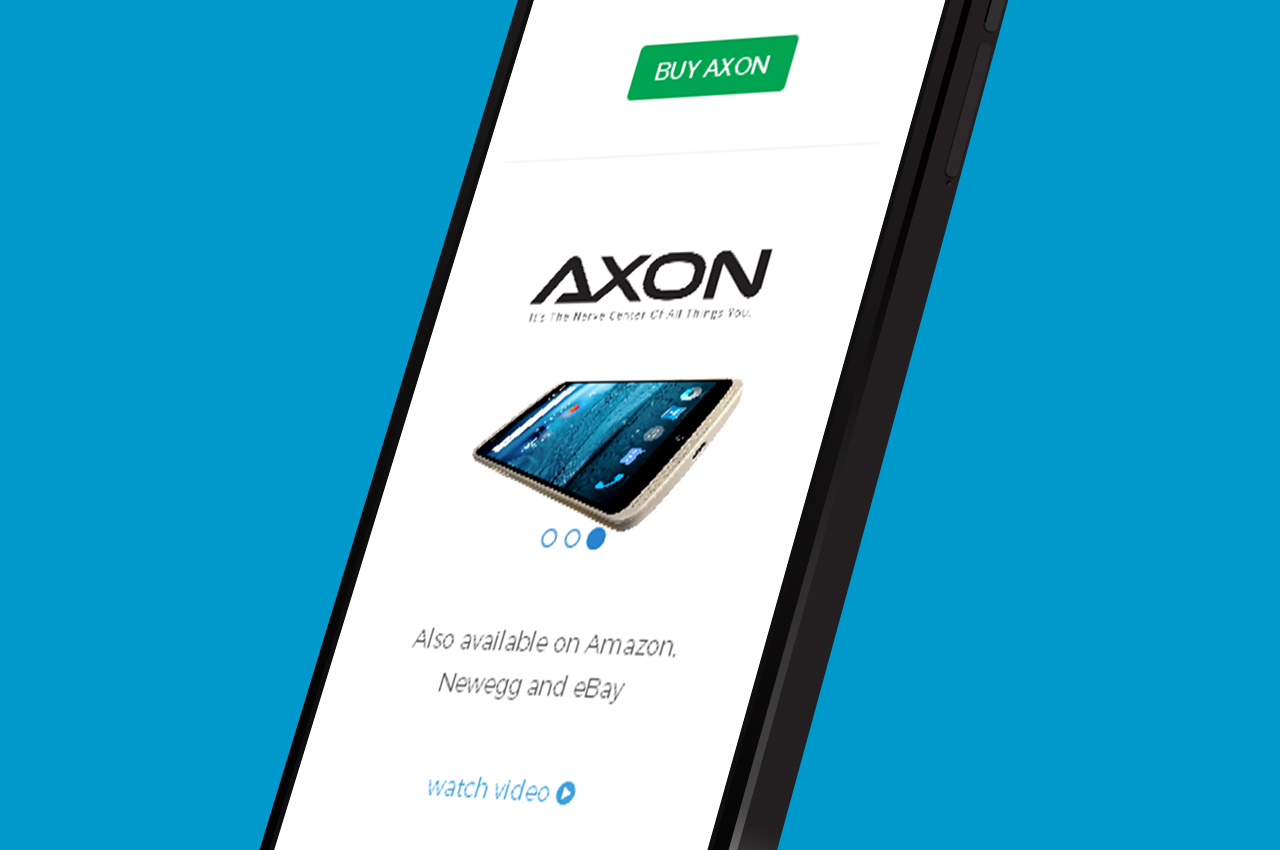 BUY AXON
AXON
It's The Nerve Center Of All Things You.
Also available on Amazon,
Newegg and eBay
watch video